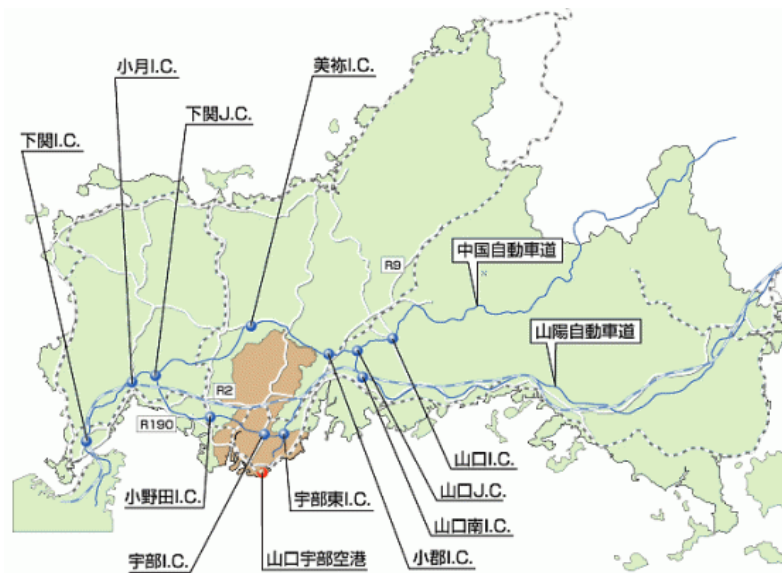 美祢I.C.
小月I.C.
下関J.C.
下関I.C.
R9
中国自動車道
山陽自動車道
R2
R190
山口I.C.
小野田I.C.
宇部東I.C.
山口J.C.
山口南I.C.
宇部I.C.
山口宇部空港
小郡I.C.